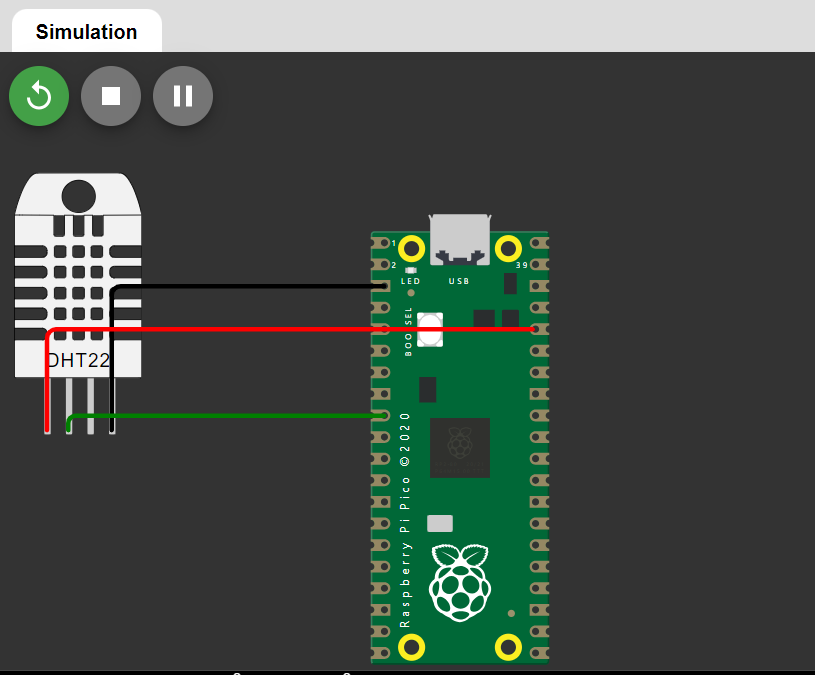 Simulation
1
2
39
LED
USB
BOOTSEL
DHT22
Raspberry Pi Pico ©2020